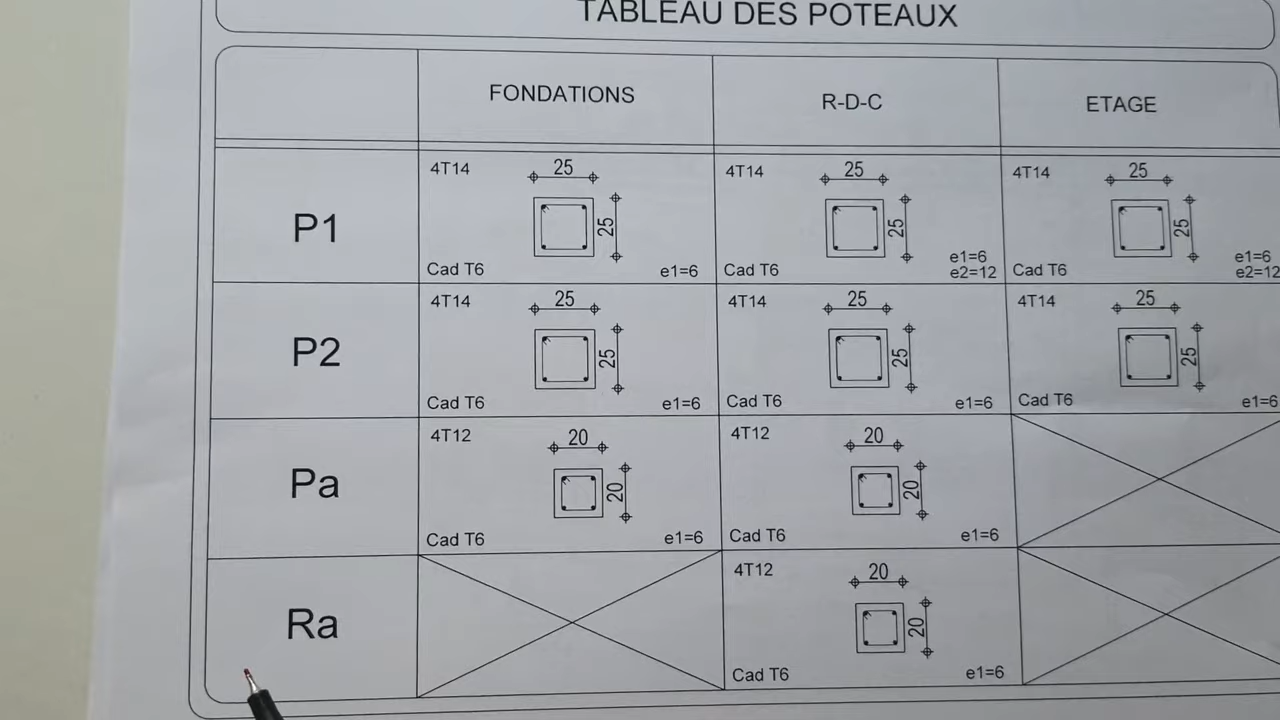 TABLEAU DES POTEAUX
FONDATIONS
R-D-C
ETAGE
P1
4T14
25
25
Cad T6
e1=6
4T14
25
25
Cad T6
e1=6
e2=12
4T14
25
25
Cad T6
e1=6
e2=12
P2
4T14
25
25
Cad T6
e1=6
4T14
25
25
Cad T6
e1=6
4T14
25
25
Cad T6
e1=6
Pa
4T12
20
20
Cad T6
e1=6
4T12
20
20
Cad T6
e1=6
Ra
4T12
20
20
Cad T6
e1=6